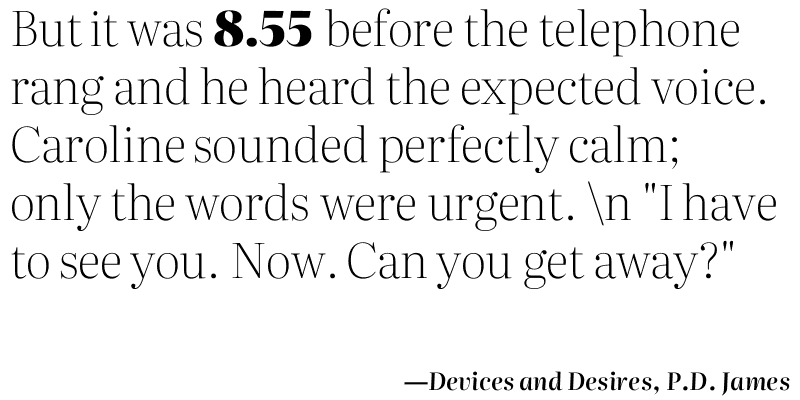 But it was 8.55 before the telephone
rang and he heard the expected voice.
Caroline sounded perfectly calm;
only the words were urgent. \n "I have
to see you. Now. Can you get away?"
—Devices and Desires, P.D. James